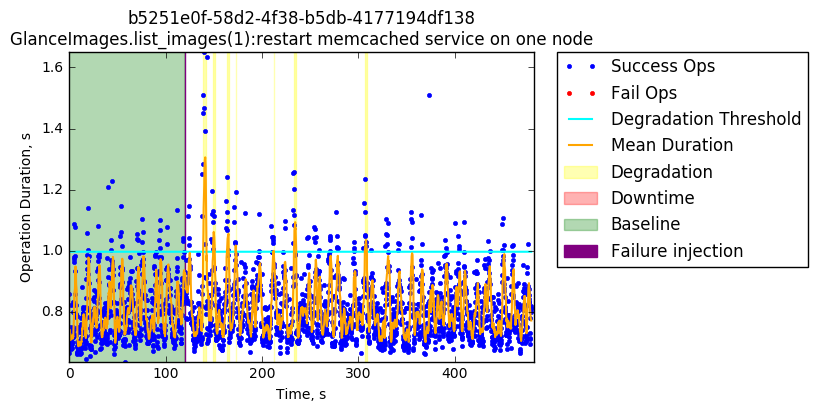 b5251e0f-58d2-4f38-b5db-4177194df138
GlanceImages.list_images(1):restart memcached service on one node
Operation Duration, s
1.6
1.4
1.2
1.0
0.8
0
100
200
300
400
Time, s
Success Ops
Fail Ops
Degradation Threshold
Mean Duration
Degradation
Downtime
Baseline
Failure injection